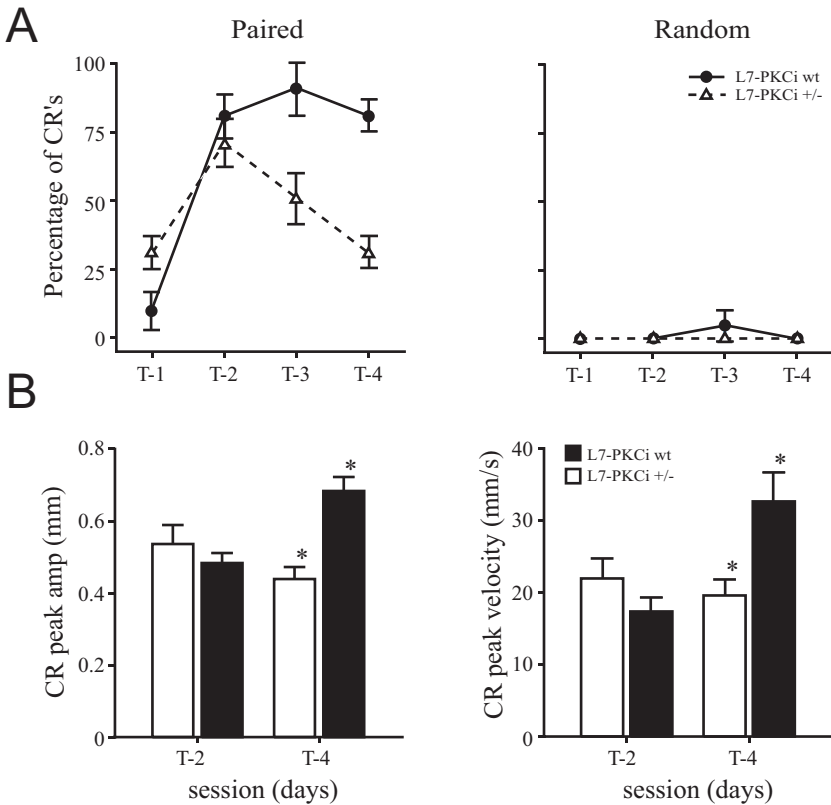 A
Paired
Random
Percentage of CR's
100
75
50
25
0
T-1 T-2 T-3 T-4
L7-PKCi wt
L7-PKCi +/-
T-1 T-2 T-3 T-4
B
CR peak amp (mm)
0.8
0.6
0.4
0.2
0
*
*
T-2 T-4
session (days)
CR peak velocity (mm/s)
40
30
20
10
0
L7-PKCi wt
L7-PKCi +/-
*
*
T-2 T-4
session (days)